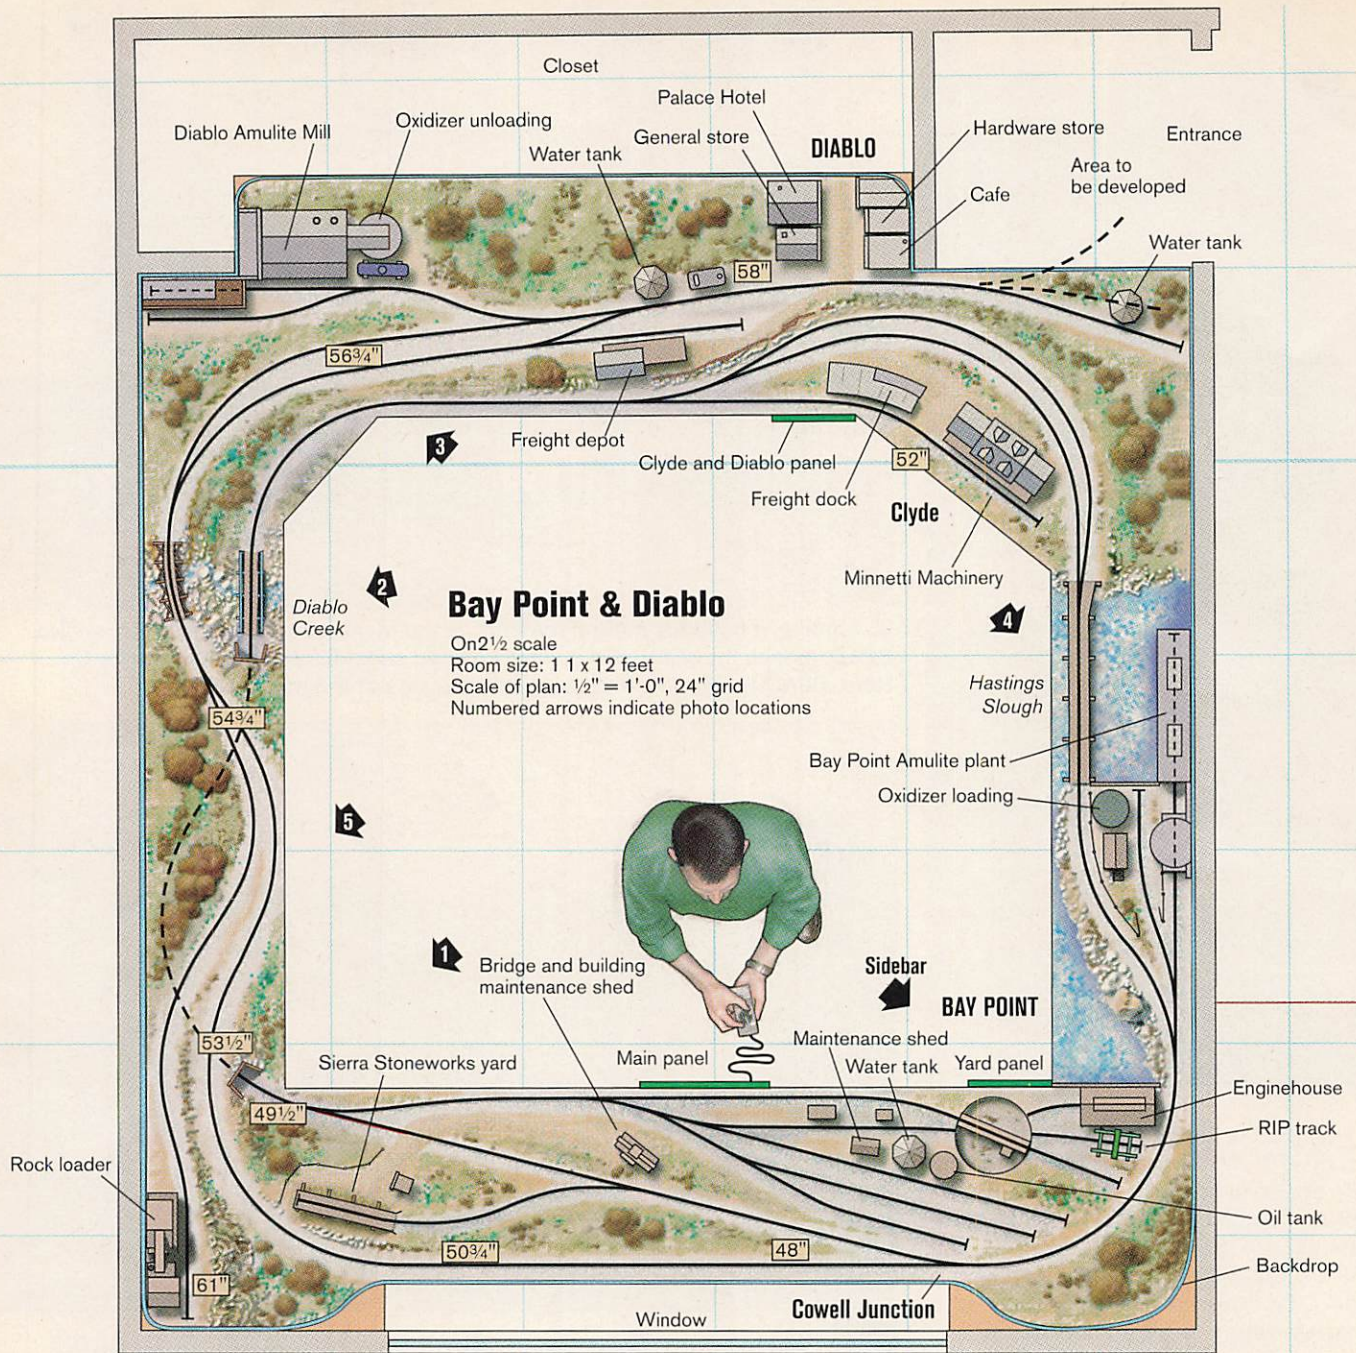 Closet
Palace Hotel
Diablo Amulite Mill
Oxidizer unloading
General store
DIABLO
Hardware store
Entrance
Water tank
Area to
be developed
Cafe
Water tank
58"
56¾"
Freight depot
Clyde and Diablo panel
52"
Freight dock
Clyde
Minnetti Machinery
3
2
Diablo
Creek
Bay Point & Diablo
On2½ scale
Room size: 1 1 x 12 feet
Scale of plan: ½" = 1'-0", 24" grid
Numbered arrows indicate photo locations
4
Hastings
Slough
54¾"
Bay Point Amulite plant
Oxidizer loading
5
1
Bridge and building
maintenance shed
Sidebar
BAY POINT
53½"
Sierra Stoneworks yard
Main panel
Maintenance shed
Water tank
Yard panel
Enginehouse
49½"
RIP track
Rock loader
Oil tank
50¾"
48"
Backdrop
61"
Window
Cowell Junction